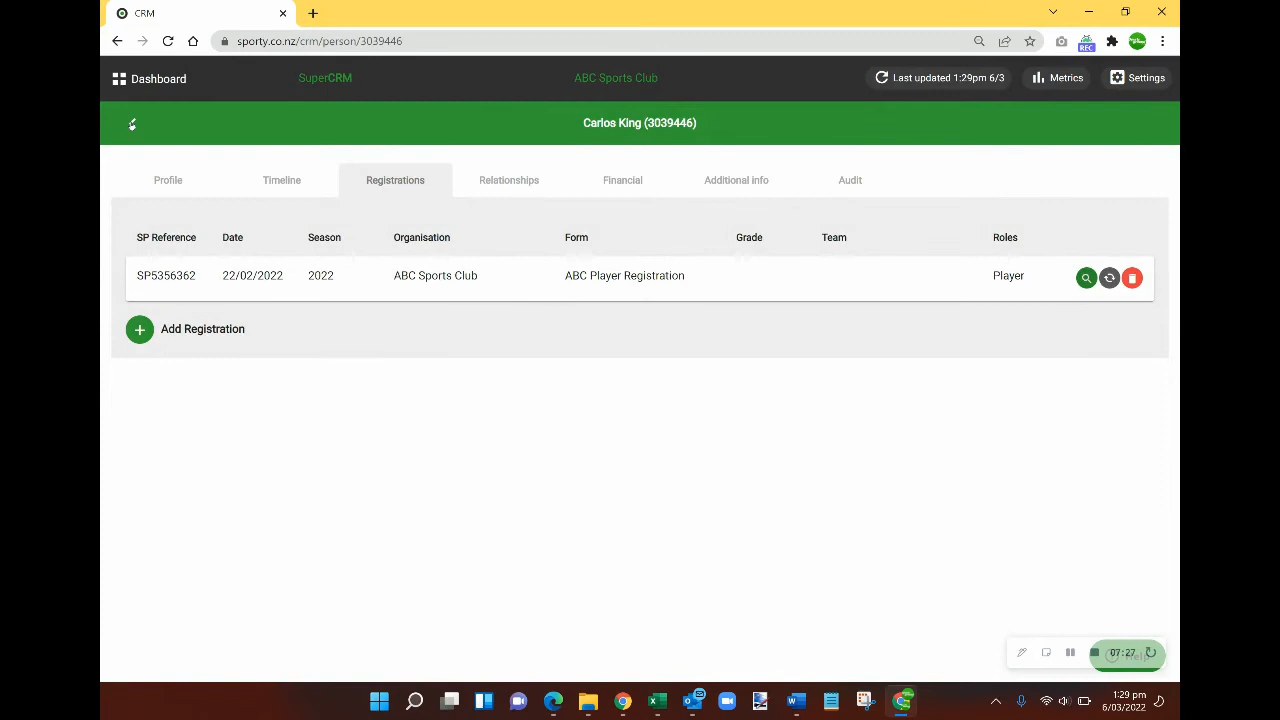 CRM
sporty.co.nz/crm/person/3039446
REC
Dashboard
SuperCRM
ABC Sports Club
Last updated 1:29pm 6/3
Metrics
Settings
Carlos King (3039446)
Profile
Timeline
Registrations
Relationships
Financial
Additional info
Audit
SP Reference Date Season Organisation Form Grade Team Roles
SP5356362 22/02/2022 2022 ABC Sports Club ABC Player Registration Player
Add Registration
07:27
Help
1:29 pm
6/03/2022